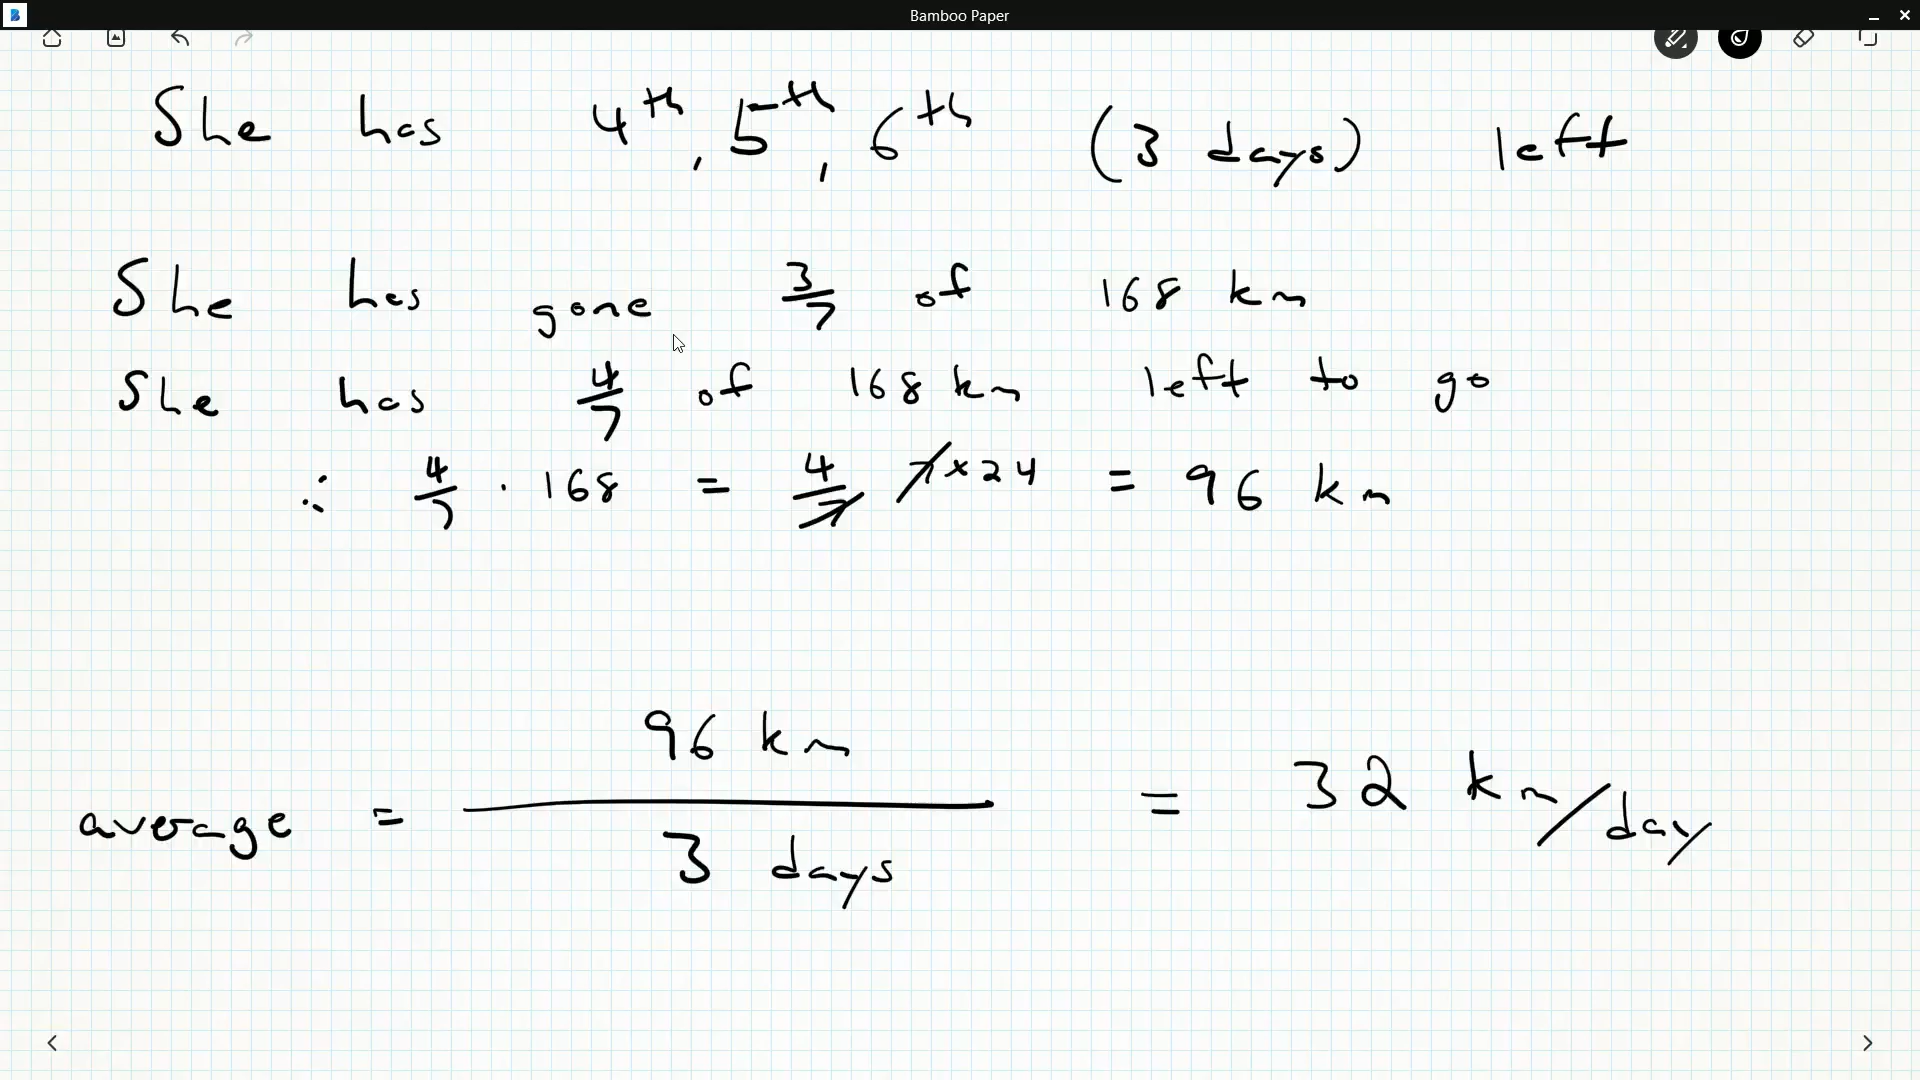 Bamboo Paper
She has 4th, 5th, 6th (3 days) left
She has gone 3/7 of 168 km
She has 4/7 of 168 km left to go
∴ 4/7 · 168 = 4/7 7×24 = 96 km
average = 96 km / 3 days = 32 km/day